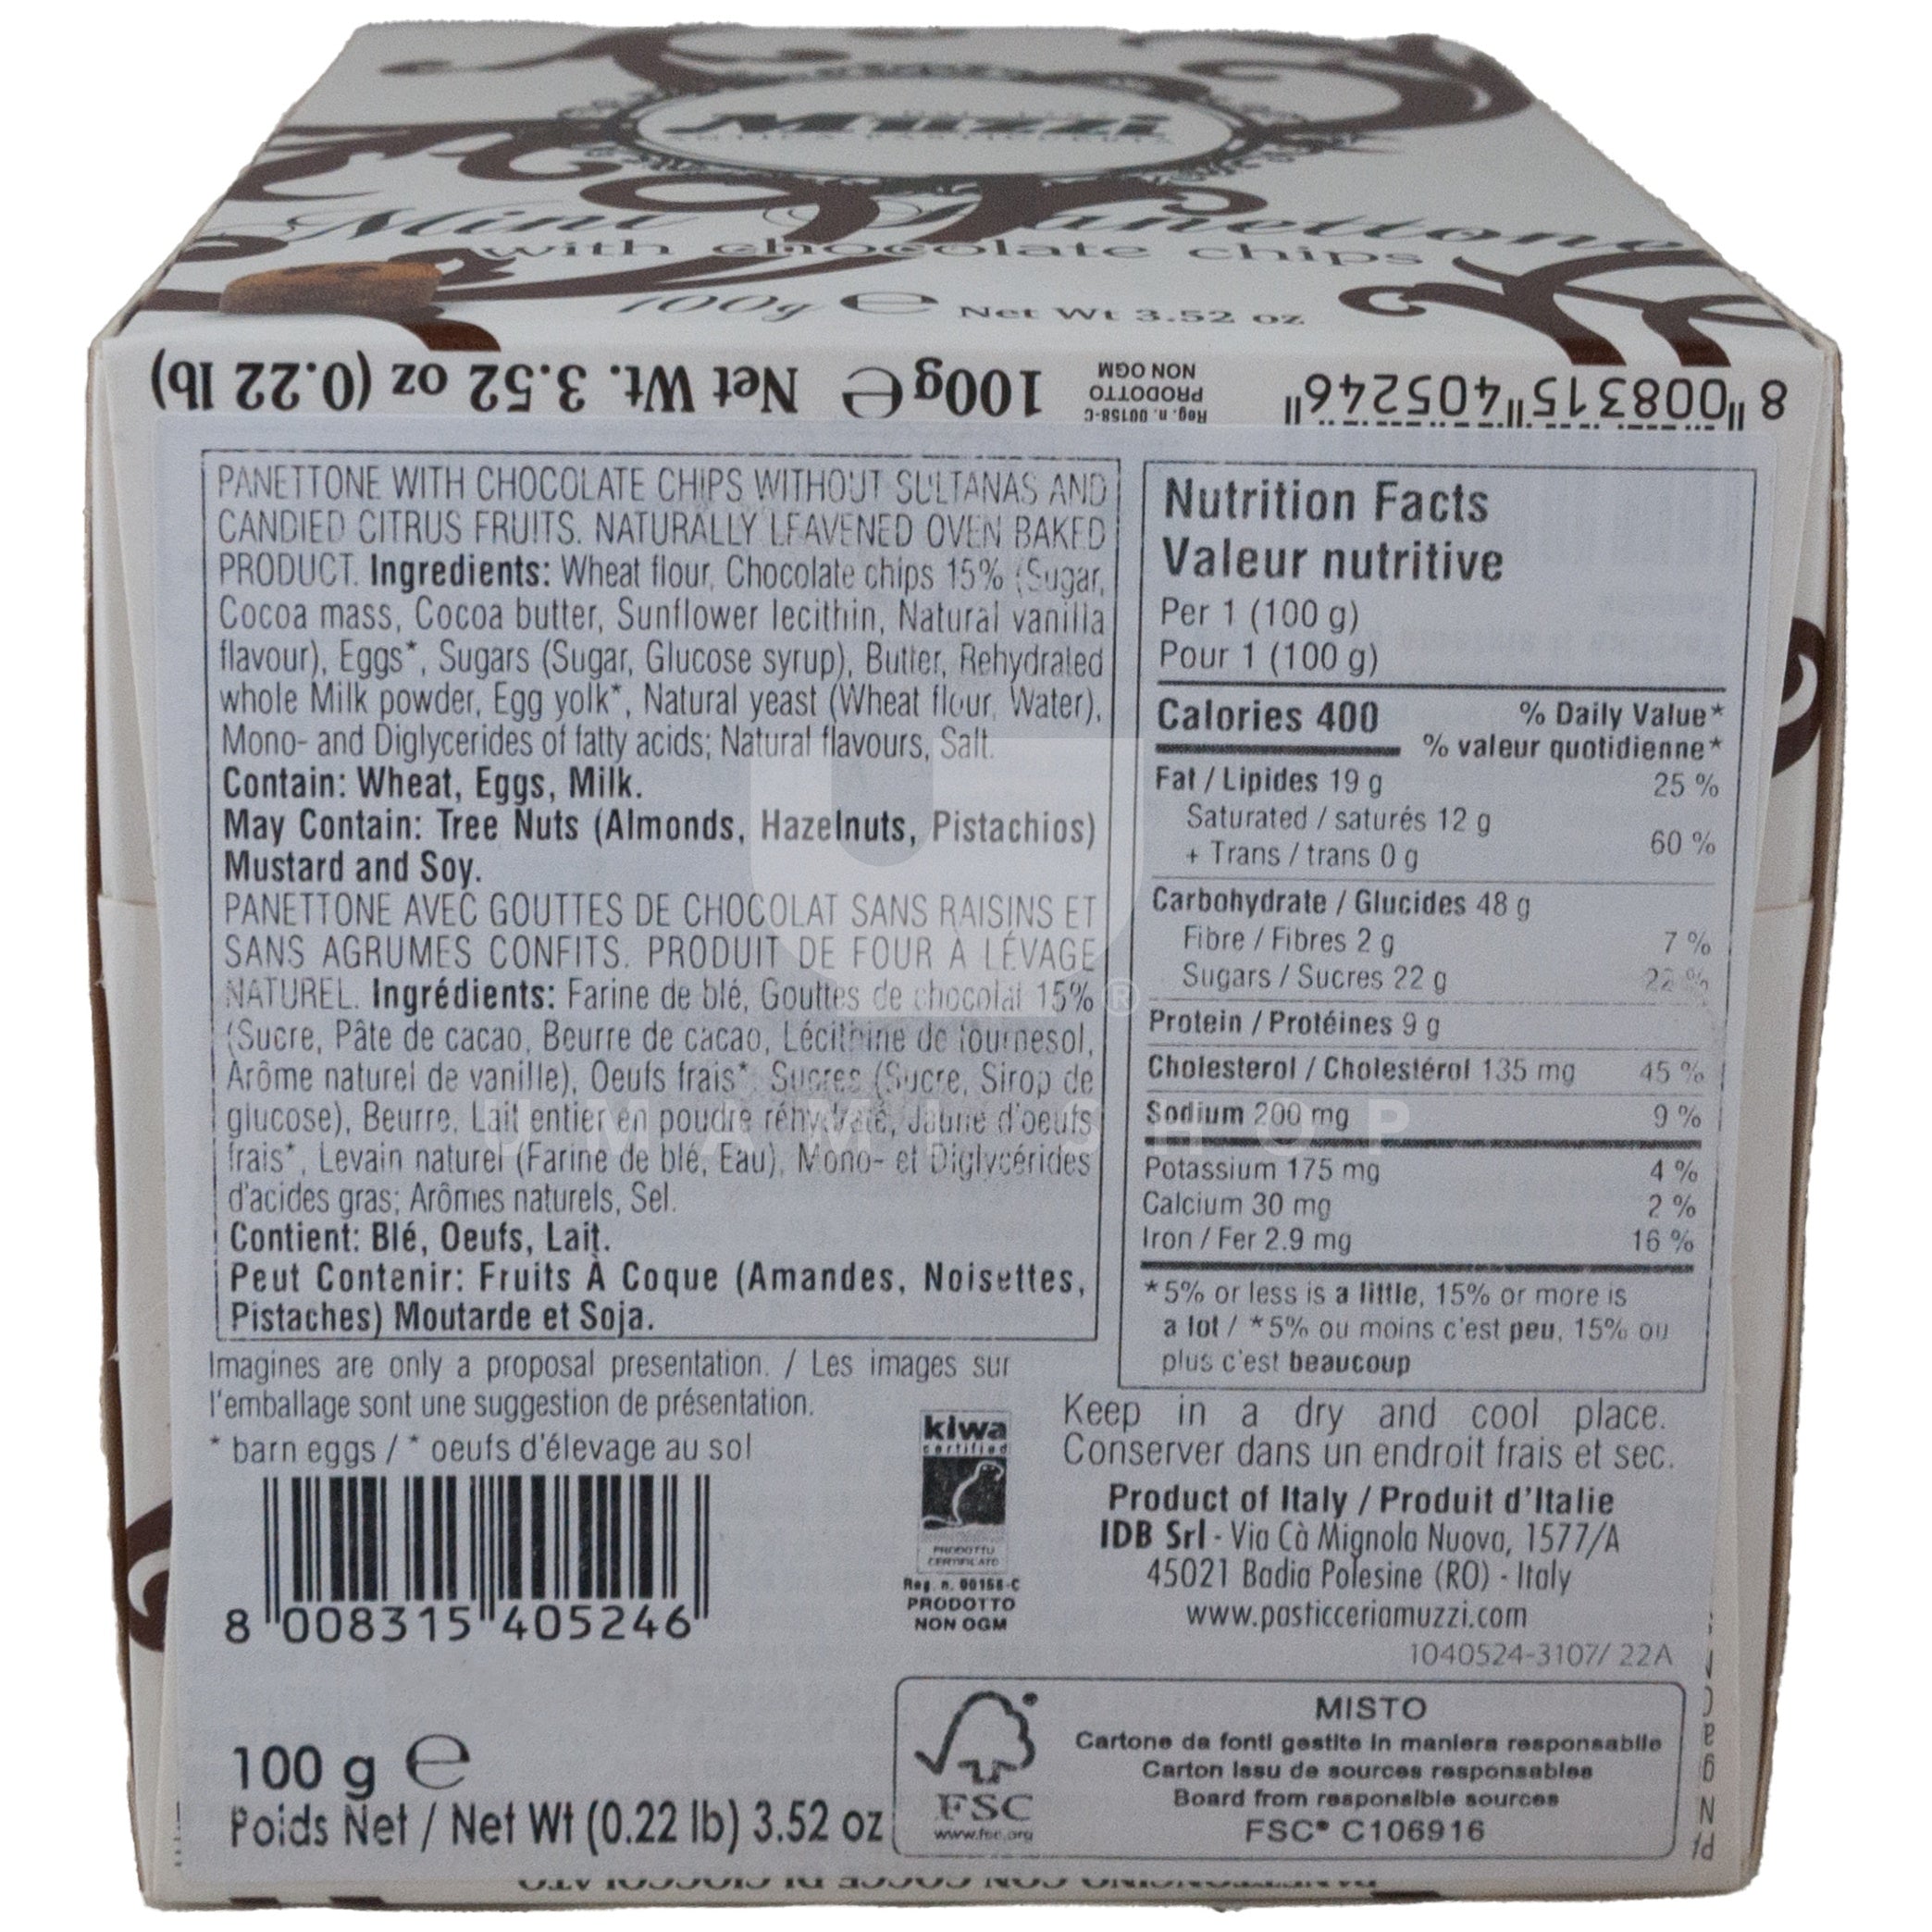 Muzzi
Mini Panettone
with chocolate chips
100g e Net Wt 3.52 oz
8 008315 405246
Reg. n. 00158-C
PRODOTTO
NON OGM
100g e Net Wt. 3.52 oz (0.22 lb)
PANETTONE WITH CHOCOLATE CHIPS WITHOUT SULTANAS AND
CANDIED CITRUS FRUITS. NATURALLY LEAVENED OVEN BAKED
PRODUCT. Ingredients: Wheat flour, Chocolate chips 15% (Sugar,
Cocoa mass, Cocoa butter, Sunflower lecithin, Natural vanilla
flavour), Eggs*, Sugars (Sugar, Glucose syrup), Butter, Rehydrated
whole Milk powder, Egg yolk*, Natural yeast (Wheat flour, Water),
Mono- and Diglycerides of fatty acids; Natural flavours, Salt.
Contain: Wheat, Eggs, Milk.
May Contain: Tree Nuts (Almonds, Hazelnuts, Pistachios)
Mustard and Soy.
PANETTONE AVEC GOUTTES DE CHOCOLAT SANS RAISINS ET
SANS AGRUMES CONFITS. PRODUIT DE FOUR À LÉVAGE
NATUREL. Ingrédients: Farine de blé, Gouttes de chocolat 15%
(Sucre, Pâte de cacao, Beurre de cacao, Lécithine de tournesol,
Arôme naturel de vanille), Oeufs frais*, Sucres (Sucre, Sirop de
glucose), Beurre, Lait entier en poudre réhydraté, Jaune d'oeufs
frais*, Levain naturel (Farine de blé, Eau), Mono- et Diglycérides
d'acides gras; Arômes naturels, Sel.
Contient: Blé, Oeufs, Lait.
Peut Contenir: Fruits À Coque (Amandes, Noisettes,
Pistaches) Moutarde et Soja.
Imagines are only a proposal presentation. / Les images sur
l'emballage sont une suggestion de présentation.
* barn eggs / * oeufs d'élevage au sol
8 008315 405246
100 g e
Poids Net / Net Wt (0.22 lb) 3.52 oz
Nutrition Facts
Valeur nutritive
Per 1 (100 g)
Pour 1 (100 g)
Calories 400 % Daily Value*
% valeur quotidienne*
Fat / Lipides 19 g 25 %
Saturated / saturés 12 g
+ Trans / trans 0 g 60 %
Carbohydrate / Glucides 48 g
Fibre / Fibres 2 g 7 %
Sugars / Sucres 22 g 22 %
Protein / Protéines 9 g
Cholesterol / Cholestérol 135 mg 45 %
Sodium 200 mg 9 %
Potassium 175 mg 4 %
Calcium 30 mg 2 %
Iron / Fer 2.9 mg 16 %
*5% or less is a little, 15% or more is
a lot / *5% ou moins c'est peu, 15% ou
plus c'est beaucoup
Keep in a dry and cool place.
Conserver dans un endroit frais et sec.
kiwa
certified
PRODOTTO
CERTIFICATO
Reg. n. 00158-C
PRODOTTO
NON OGM
Product of Italy / Produit d'Italie
IDB Srl - Via Cà Mignola Nuova, 1577/A
45021 Badia Polesine (RO) - Italy
www.pasticceriamuzzi.com
1040524-3107/ 22A
FSC
www.fsc.org
MISTO
Cartone da fonti gestite in maniera responsabile
Carton issu de sources responsables
Board from responsible sources
FSC® C106916
UMAMI SHOP
®